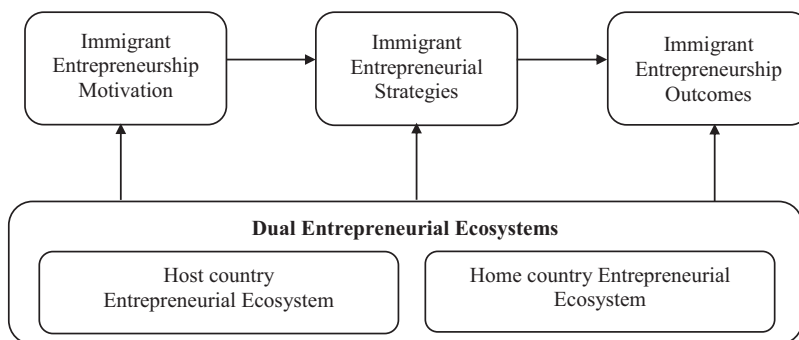 Immigrant
Entrepreneurship
Motivation
Immigrant
Entrepreneurial
Strategies
Immigrant
Entrepreneurship
Outcomes
Dual Entrepreneurial Ecosystems
Host country
Entrepreneurial Ecosystem
Home country Entrepreneurial
Ecosystem